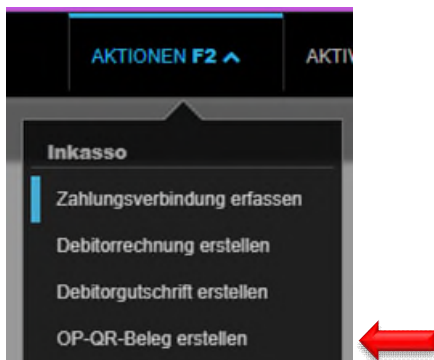 AKTIONEN F2
Inkasso
Zahlungsverbindung erfassen
Debitorrechnung erstellen
Debitorgutschrift erstellen
OP-QR-Beleg erstellen